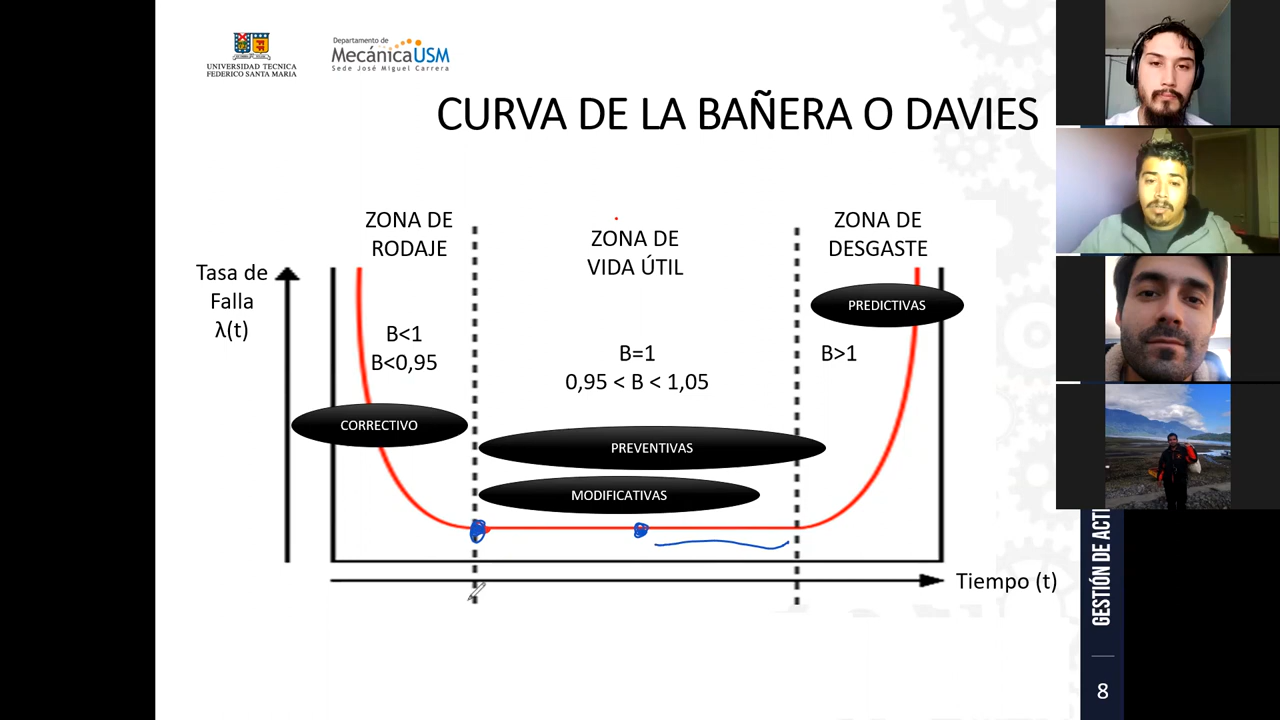 UNIVERSIDAD TECNICA
FEDERICO SANTA MARIA
Departamento de
MecánicaUSM
Sede José Miguel Carrera
CURVA DE LA BAÑERA O DAVIES
ZONA DE
RODAJE
ZONA DE
VIDA ÚTIL
ZONA DE
DESGASTE
Tasa de
Falla
λ(t)
B<1
B<0,95
B=1
0,95 < B < 1,05
B>1
PREDICTIVAS
CORRECTIVO
PREVENTIVAS
MODIFICATIVAS
Tiempo (t)
GESTIÓN DE ACTI
8